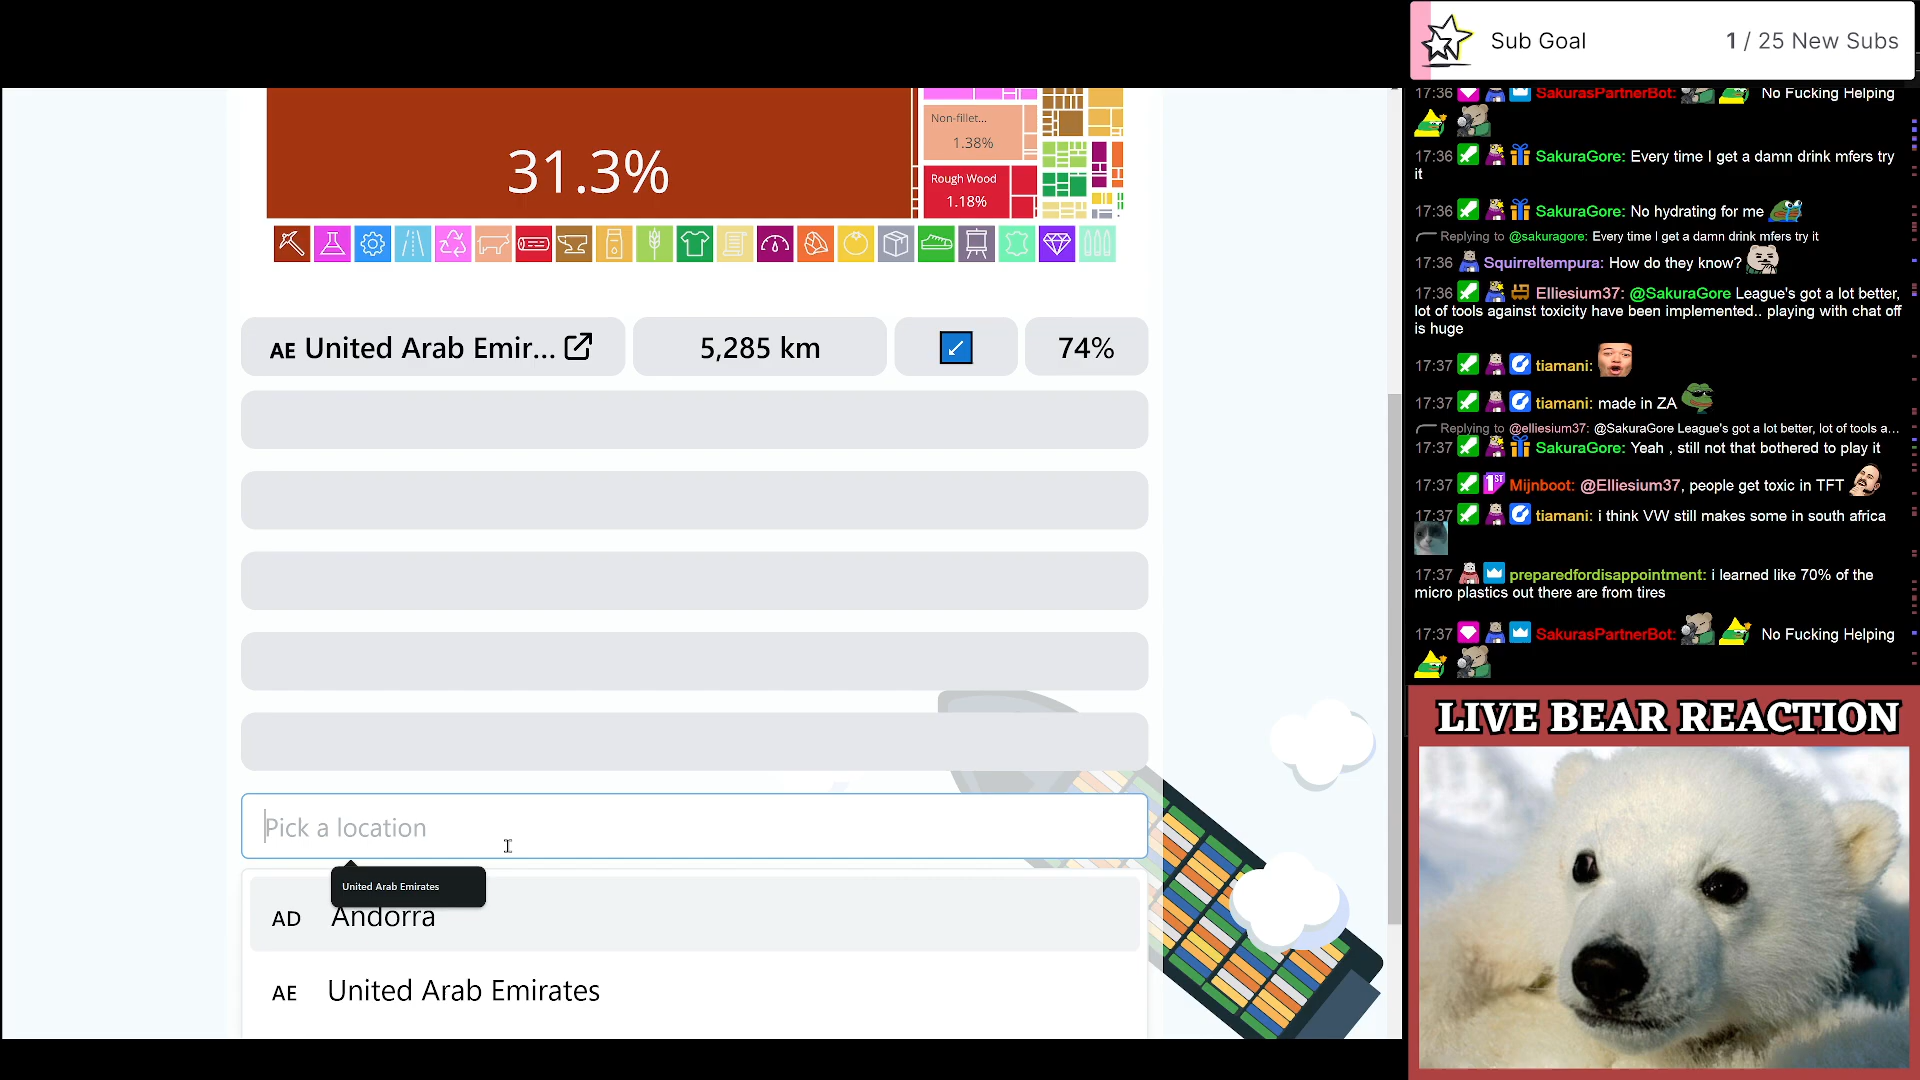 Sub Goal
1 / 25 New Subs
31.3%
Non-fillet...
1.38%
Rough Wood
1.18%
AE United Arab Emir...
5,285 km
74%
Pick a location
United Arab Emirates
AD Andorra
AE United Arab Emirates
17:36 SakurasPartnerBot: No Fucking Helping
17:36 SakuraGore: Every time I get a damn drink mfers try
it
17:36 SakuraGore: No hydrating for me
Replying to @sakuragore: Every time I get a damn drink mfers try it
17:36 Squirreltempura: How do they know?
17:36 Elliesium37: @SakuraGore League's got a lot better,
lot of tools against toxicity have been implemented.. playing with chat off
is huge
17:37 tiamani:
17:37 tiamani: made in ZA
Replying to @elliesium37: @SakuraGore League's got a lot better, lot of tools a...
17:37 SakuraGore: Yeah , still not that bothered to play it
17:37 1ST Mijnboot: @Elliesium37, people get toxic in TFT
17:37 tiamani: i think VW still makes some in south africa
17:37 preparedfordisappointment: i learned like 70% of the
micro plastics out there are from tires
17:37 SakurasPartnerBot: No Fucking Helping
LIVE BEAR REACTION